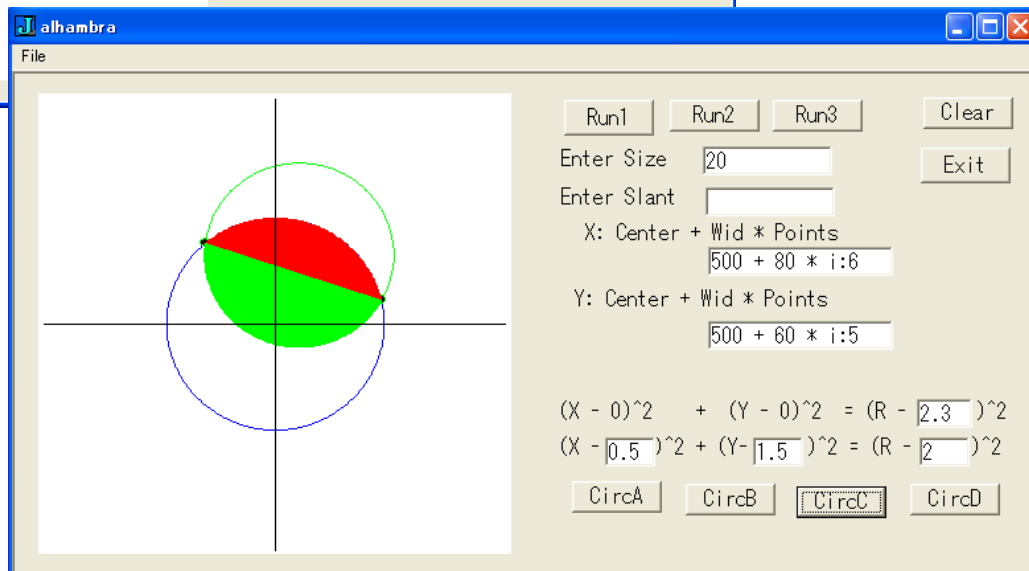 alhambra
File
Run1 Run2 Run3 Clear
Enter Size 20 Exit
Enter Slant
X: Center + Wid * Points
500 + 80 * i:6
Y: Center + Wid * Points
500 + 60 * i:5
(X - 0)^2 + (Y - 0)^2 = (R - 2.3 )^2
(X - 0.5 )^2 + (Y- 1.5 )^2 = (R - 2 )^2
CircA CircB CircC CircD